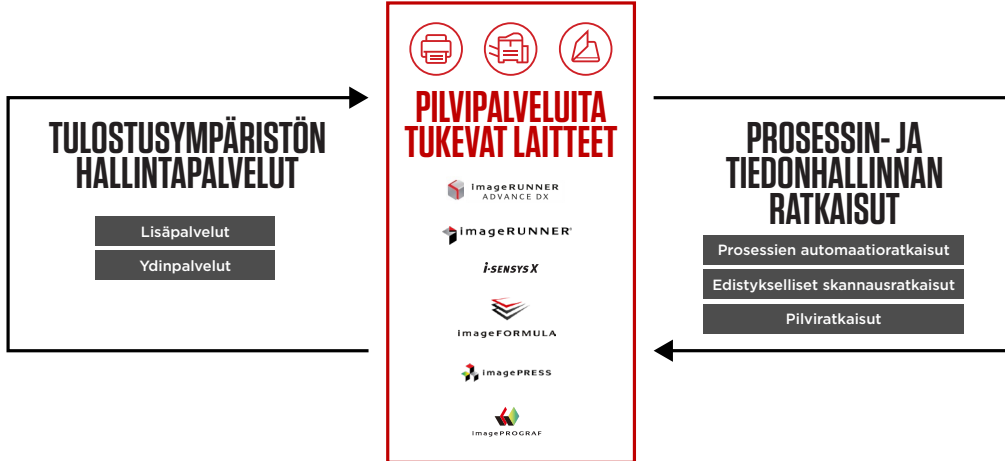 TULOSTUSYMPÄRISTÖN
HALLINTAPALVELUT
Lisäpalvelut
Ydinpalvelut
PILVIPALVELUITA
TUKEVAT LAITTEET
imageRUNNER
ADVANCE DX
imageRUNNER®
i-SENSYS X
imageFORMULA
imagePRESS
imagePROGRAF
PROSESSIN- JA
TIEDONHALLINNAN
RATKAISUT
Prosessien automaatioratkaisut
Edistykselliset skannausratkaisut
Pilviratkaisut